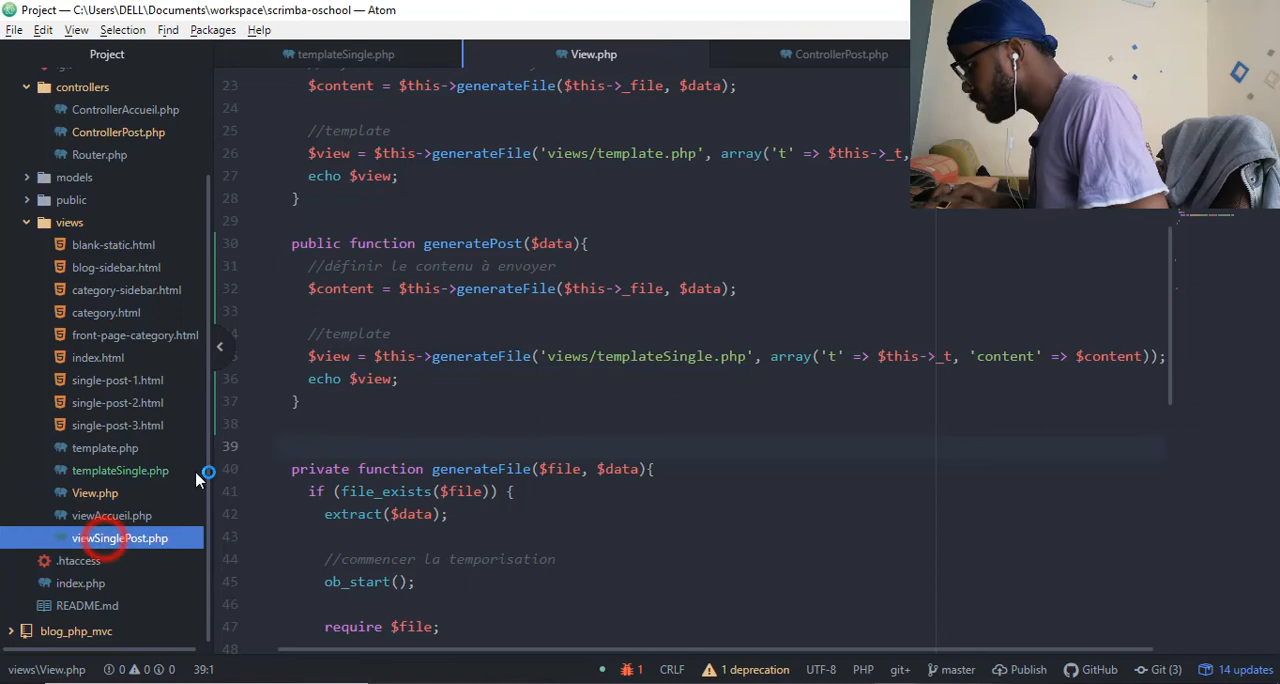 Project — C:\Users\DELL\Documents\workspace\scrimba-oschool — Atom
File Edit View Selection Find Packages Help
Project
templateSingle.php
View.php
ControllerPost.php
controllers
ControllerAccueil.php
ControllerPost.php
Router.php
models
public
views
blank-static.html
blog-sidebar.html
category-sidebar.html
category.html
front-page-category.html
index.html
single-post-1.html
single-post-2.html
single-post-3.html
template.php
templateSingle.php
View.php
viewAccueil.php
viewSinglePost.php
.htaccess
index.php
README.md
blog_php_mvc
23 $content = $this->generateFile($this->_file, $data);
24
25 //template
26 $view = $this->generateFile('views/template.php', array('t' => $this->_t,
27 echo $view;
28 }
29
30 public function generatePost($data){
31 //définir le contenu à envoyer
32 $content = $this->generateFile($this->_file, $data);
33
4 //template
5 $view = $this->generateFile('views/templateSingle.php', array('t' => $this->_t, 'content' => $content));
36 echo $view;
37 }
38
39
40 private function generateFile($file, $data){
41 if (file_exists($file)) {
42 extract($data);
43
44 //commencer la temporisation
45 ob_start();
46
47 require $file;
48
views\View.php 0 0 0 39:1 1 CRLF 1 deprecation UTF-8 PHP git+ master Publish GitHub Git (3) 14 updates